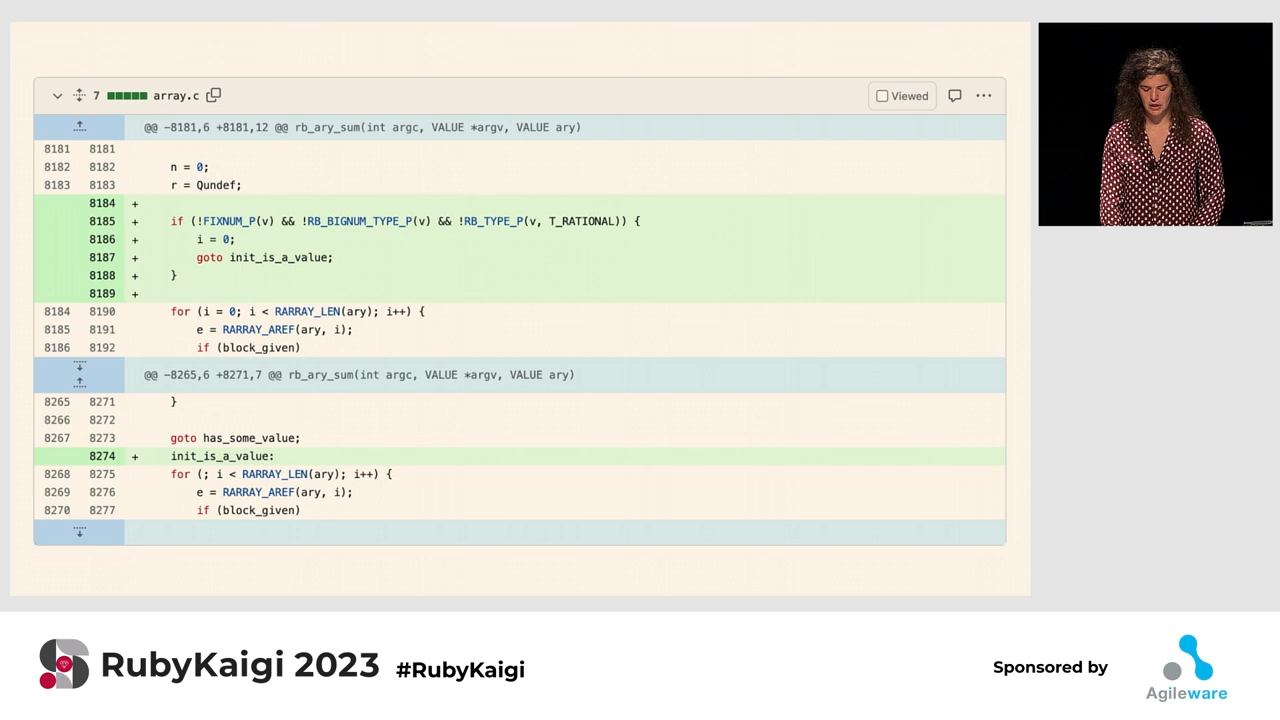 7 array.c Viewed
@@ -8181,6 +8181,12 @@ rb_ary_sum(int argc, VALUE *argv, VALUE ary)
8181 8181
8182 8182 n = 0;
8183 8183 r = Qundef;
8184 +
8185 + if (!FIXNUM_P(v) && !RB_BIGNUM_TYPE_P(v) && !RB_TYPE_P(v, T_RATIONAL)) {
8186 + i = 0;
8187 + goto init_is_a_value;
8188 + }
8189 +
8184 8190 for (i = 0; i < RARRAY_LEN(ary); i++) {
8185 8191 e = RARRAY_AREF(ary, i);
8186 8192 if (block_given)
@@ -8265,6 +8271,7 @@ rb_ary_sum(int argc, VALUE *argv, VALUE ary)
8265 8271 }
8266 8272
8267 8273 goto has_some_value;
8274 + init_is_a_value:
8268 8275 for (; i < RARRAY_LEN(ary); i++) {
8269 8276 e = RARRAY_AREF(ary, i);
8270 8277 if (block_given)
RubyKaigi 2023 #RubyKaigi
Sponsored by
Agileware